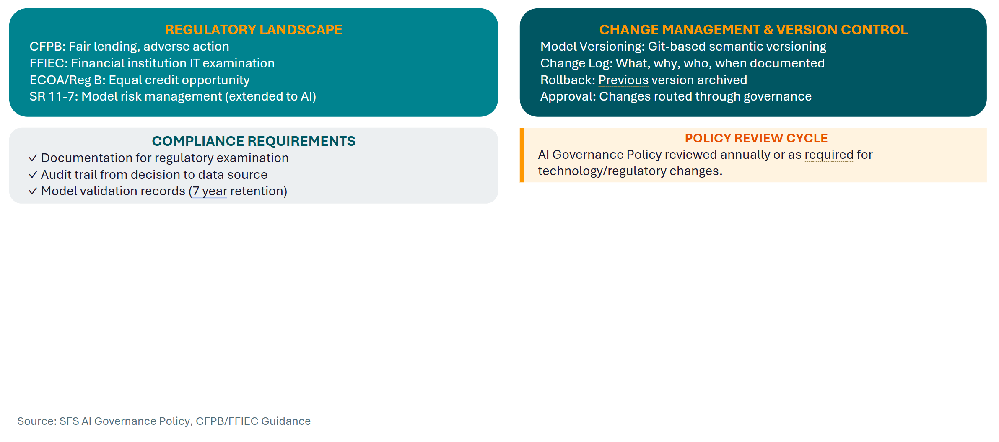 REGULATORY LANDSCAPE
CFPB: Fair lending, adverse action
FFIEC: Financial institution IT examination
ECOA/Reg B: Equal credit opportunity
SR 11-7: Model risk management (extended to AI)
CHANGE MANAGEMENT & VERSION CONTROL
Model Versioning: Git-based semantic versioning
Change Log: What, why, who, when documented
Rollback: Previous version archived
Approval: Changes routed through governance
COMPLIANCE REQUIREMENTS
✓ Documentation for regulatory examination
✓ Audit trail from decision to data source
✓ Model validation records (7 year retention)
POLICY REVIEW CYCLE
AI Governance Policy reviewed annually or as required for
technology/regulatory changes.
Source: SFS AI Governance Policy, CFPB/FFIEC Guidance